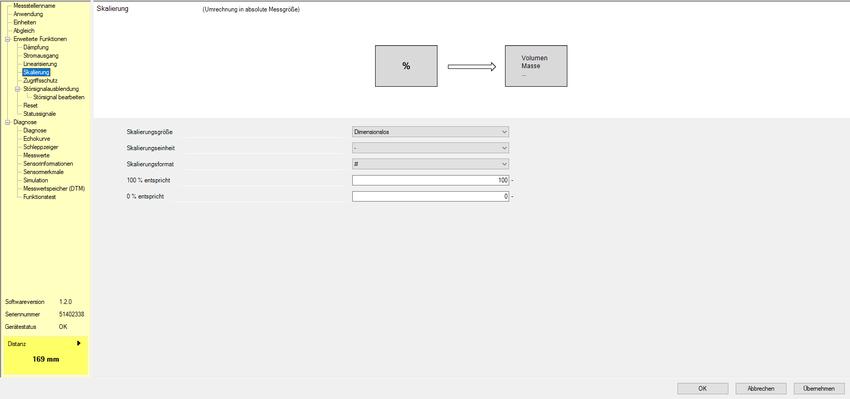 Messstellenname
Anwendung
Einheiten
Abgleich
Erweiterte Funktionen
Dämpfung
Stromausgang
Linearisierung
Skalierung
Zugriffsschutz
Störsignalausblendung
Störsignal bearbeiten
Reset
Statussignale
Diagnose
Diagnose
Echokurve
Schleppzeiger
Messwerte
Sensorinformationen
Sensormerkmale
Simulation
Messwertspeicher (DTM)
Funktionstest
Softwareversion 1.2.0
Seriennummer 51402338
Gerätestatus OK
Distanz
169 mm
Skalierung (Umrechnung in absolute Messgröße)
%
Volumen
Masse
...
Skalierungsgröße Dimensionslos
Skalierungseinheit -
Skalierungsformat #
100 % entspricht 100 -
0 % entspricht 0 -
OK Abbrechen Übernehmen